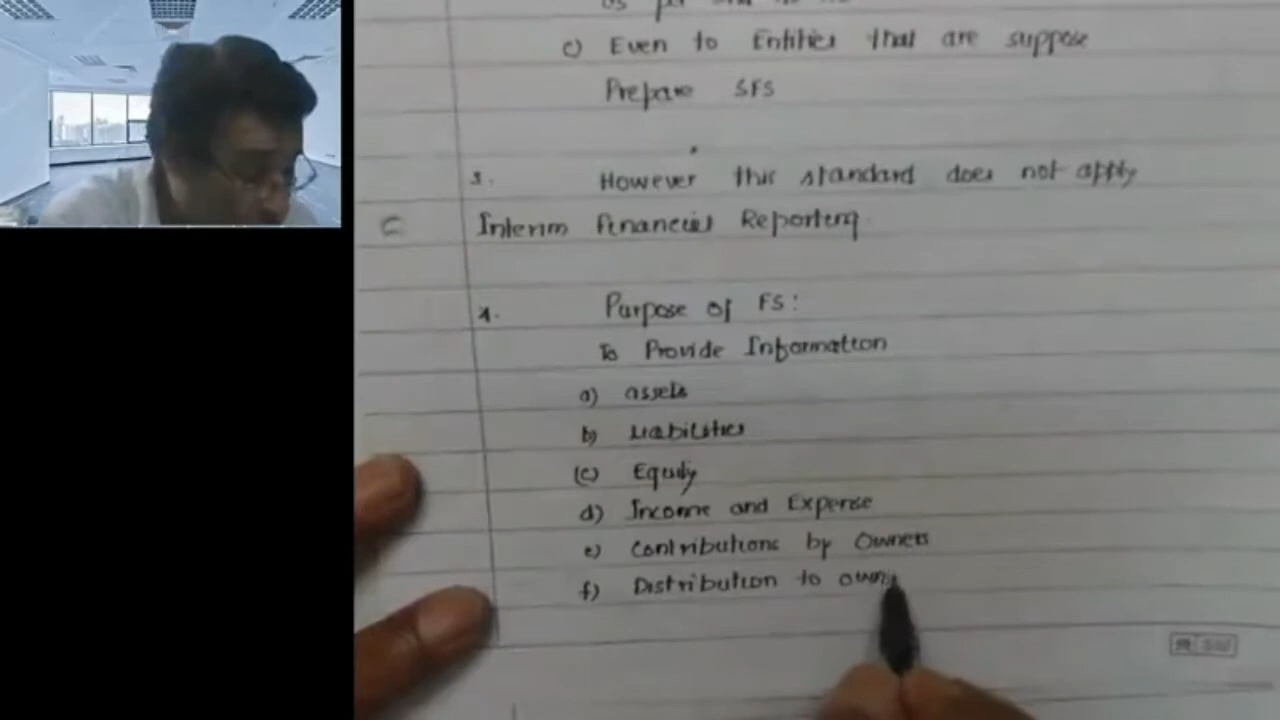 c) Even to Entities that are suppose
Prepare SFS
3. However this standard does not apply
Interim Financial Reporting
4. Purpose of FS:
To Provide Information
a) assets
b) Liabilities
(c) Equity
d) Income and Expense
e) Contributions by Owners
f) Distribution to own